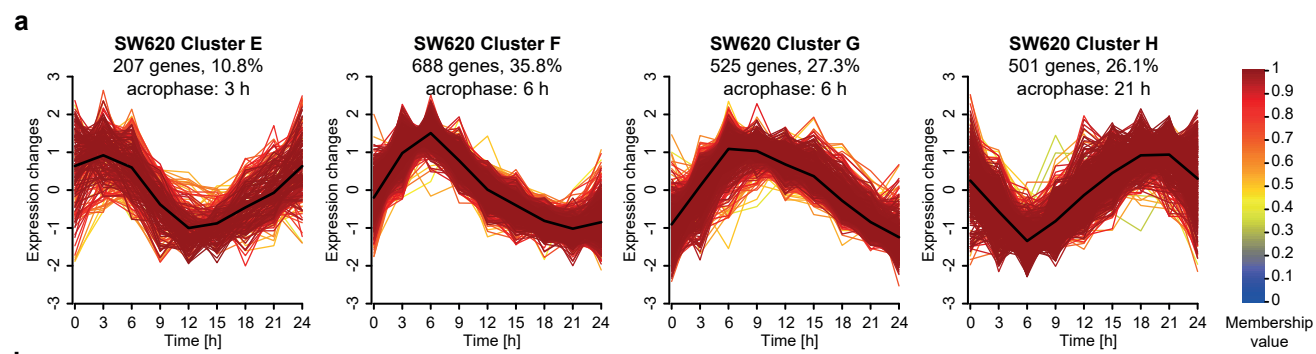 a
SW620 Cluster E
207 genes, 10.8%
acrophase: 3 h
Expression changes
3
2
1
0
-1
-2
-3
0 3 6 9 12 15 18 21 24
Time [h]
SW620 Cluster F
688 genes, 35.8%
acrophase: 6 h
Expression changes
3
2
1
0
-1
-2
-3
0 3 6 9 12 15 18 21 24
Time [h]
SW620 Cluster G
525 genes, 27.3%
acrophase: 6 h
Expression changes
3
2
1
0
-1
-2
-3
0 3 6 9 12 15 18 21 24
Time [h]
SW620 Cluster H
501 genes, 26.1%
acrophase: 21 h
Expression changes
3
2
1
0
-1
-2
-3
0 3 6 9 12 15 18 21 24
Time [h]
1
0.9
0.8
0.7
0.6
0.5
0.4
0.3
0.2
0.1
0
Membership
value